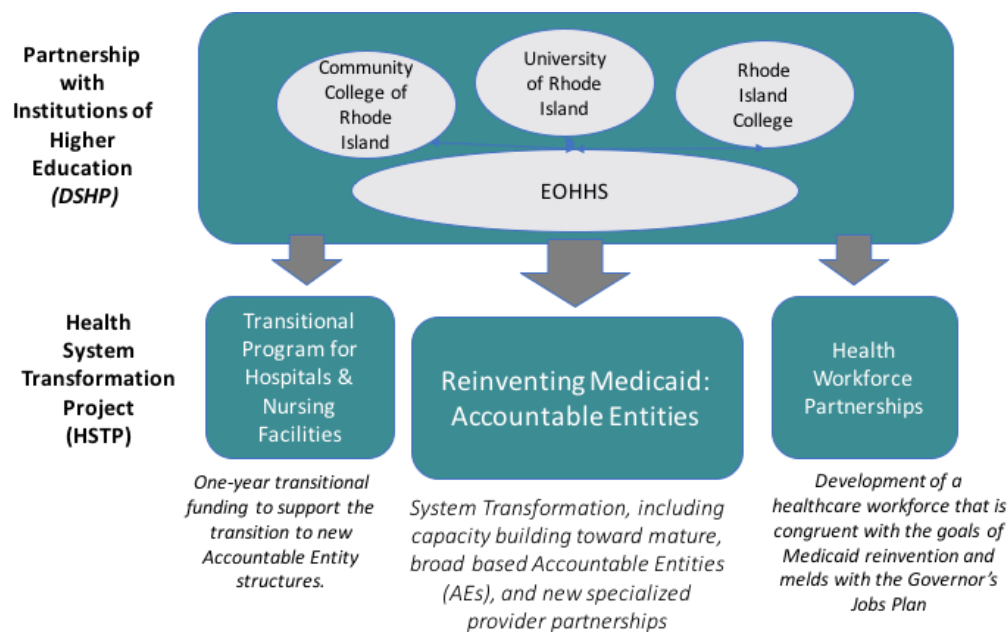 Partnership
with
Institutions of
Higher
Education
(DSHP)
Community
College of
Rhode
Island
University
of Rhode
Island
Rhode
Island
College
EOHHS
Health
System
Transformation
Project
(HSTP)
Transitional
Program for
Hospitals &
Nursing
Facilities
Reinventing Medicaid:
Accountable Entities
Health
Workforce
Partnerships
One-year transitional
funding to support the
transition to new
Accountable Entity
structures.
System Transformation, including
capacity building toward mature,
broad based Accountable Entities
(AEs), and new specialized
provider partnerships
Development of a
healthcare workforce that is
congruent with the goals of
Medicaid reinvention and
melds with the Governor's
Jobs Plan